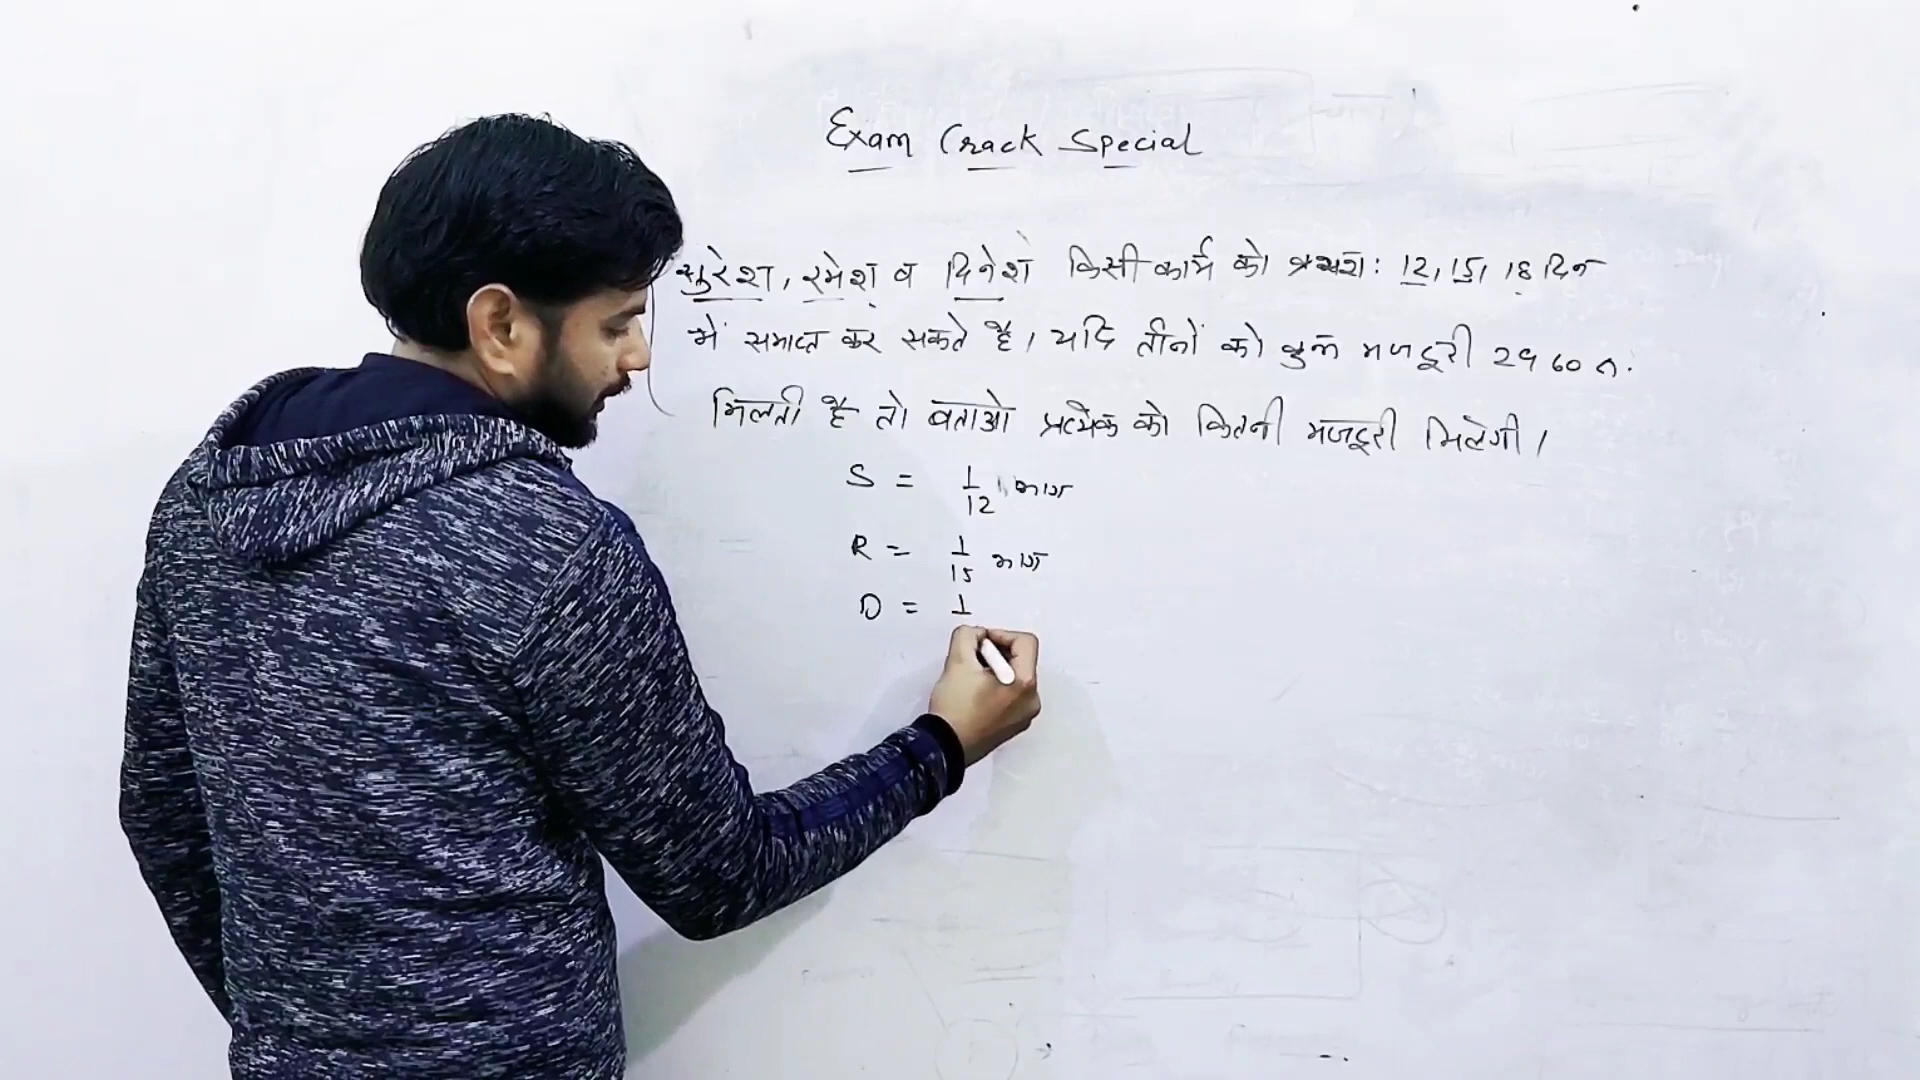 Exam Crack Special
सुरेश, रमेश व दिनेश किसी कार्य को क्रमशः 12, 15, 18 दिन
में समाप्त कर सकते है। यदि तीनों को कुल मजदूरी 2960 रु.
मिलती है तो बताओ प्रत्येक को कितनी मजदूरी मिलेगी।
S = 1/12 भाग
R = 1/15 भाग
D = 1